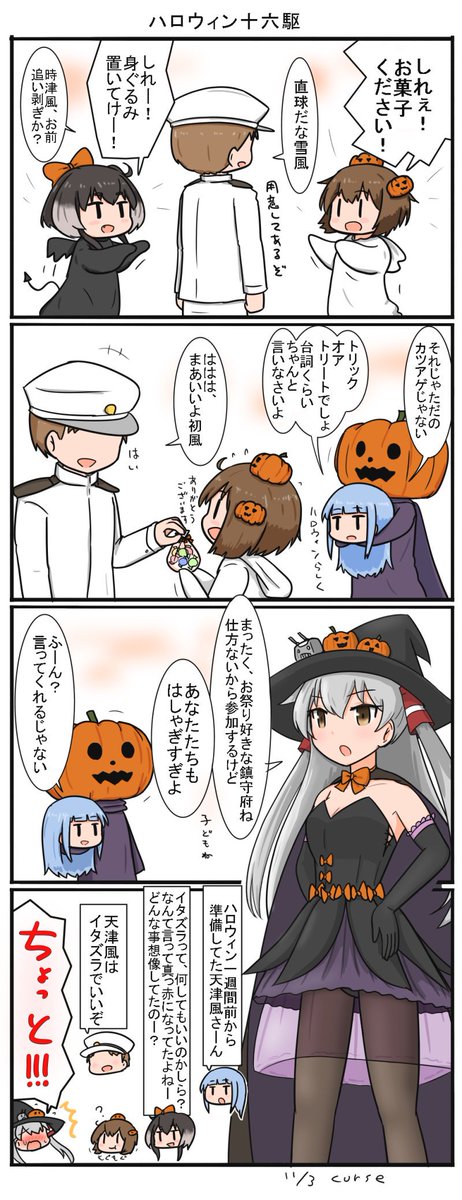 ハロウィン十六駆
しれぇ！
お菓子
ください！
直球だな雪風
用意してあるぞ
しれー！
身ぐるみ
置いてけー！
時津風、お前
追い剥ぎか？
それじゃただの
カツアゲじゃない
トリック
オア
トリートでしょ
台詞くらい
ちゃんと
言いなさいよ
ハロウィンらしく
ははは、
まあいいよ初風
ありがとう
ございます
はい
まったく、お祭り好きな鎮守府ね
仕方ないから参加するけど
あなたたちも
はしゃぎすぎよ
子どもね
ふーん？
言ってくれるじゃない
ハロウィン一週間前から
準備してた天津風さーん
イタズラって、何してもいいのかしら？
なんて言って真っ赤になってたよねー
どんな事想像してたのー？
天津風は
イタズラでいいぞ
ちょっと!!!
?
もぐもぐ
11/3 curse